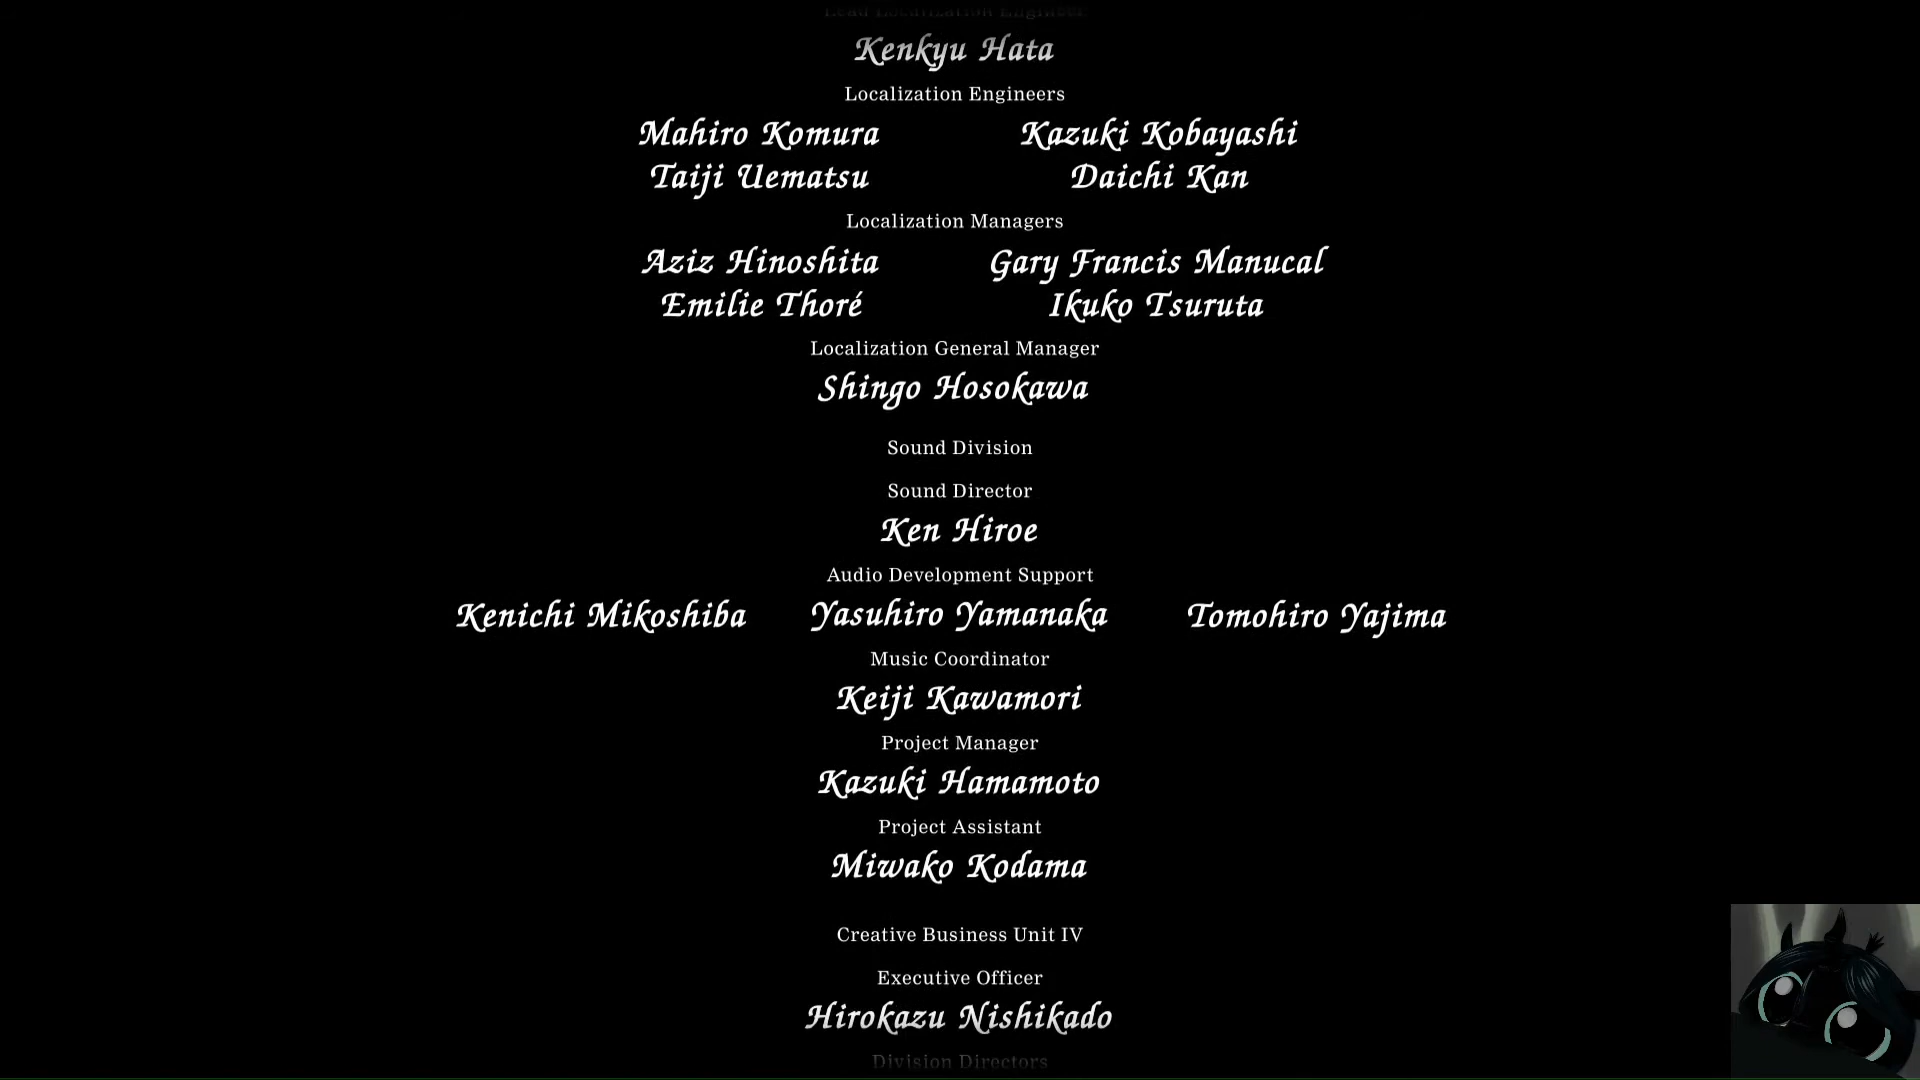 Lead Localization Engineer
Kenkyu Hata
Localization Engineers
Mahiro Komura Kazuki Kobayashi
Taiji Uematsu Daichi Kan
Localization Managers
Aziz Hinoshita Gary Francis Manucal
Emilie Thoré Ikuko Tsuruta
Localization General Manager
Shingo Hosokawa
Sound Division
Sound Director
Ken Hiroe
Audio Development Support
Kenichi Mikoshiba Yasuhiro Yamanaka Tomohiro Yajima
Music Coordinator
Keiji Kawamori
Project Manager
Kazuki Hamamoto
Project Assistant
Miwako Kodama
Creative Business Unit IV
Executive Officer
Hirokazu Nishikado
Division Directors